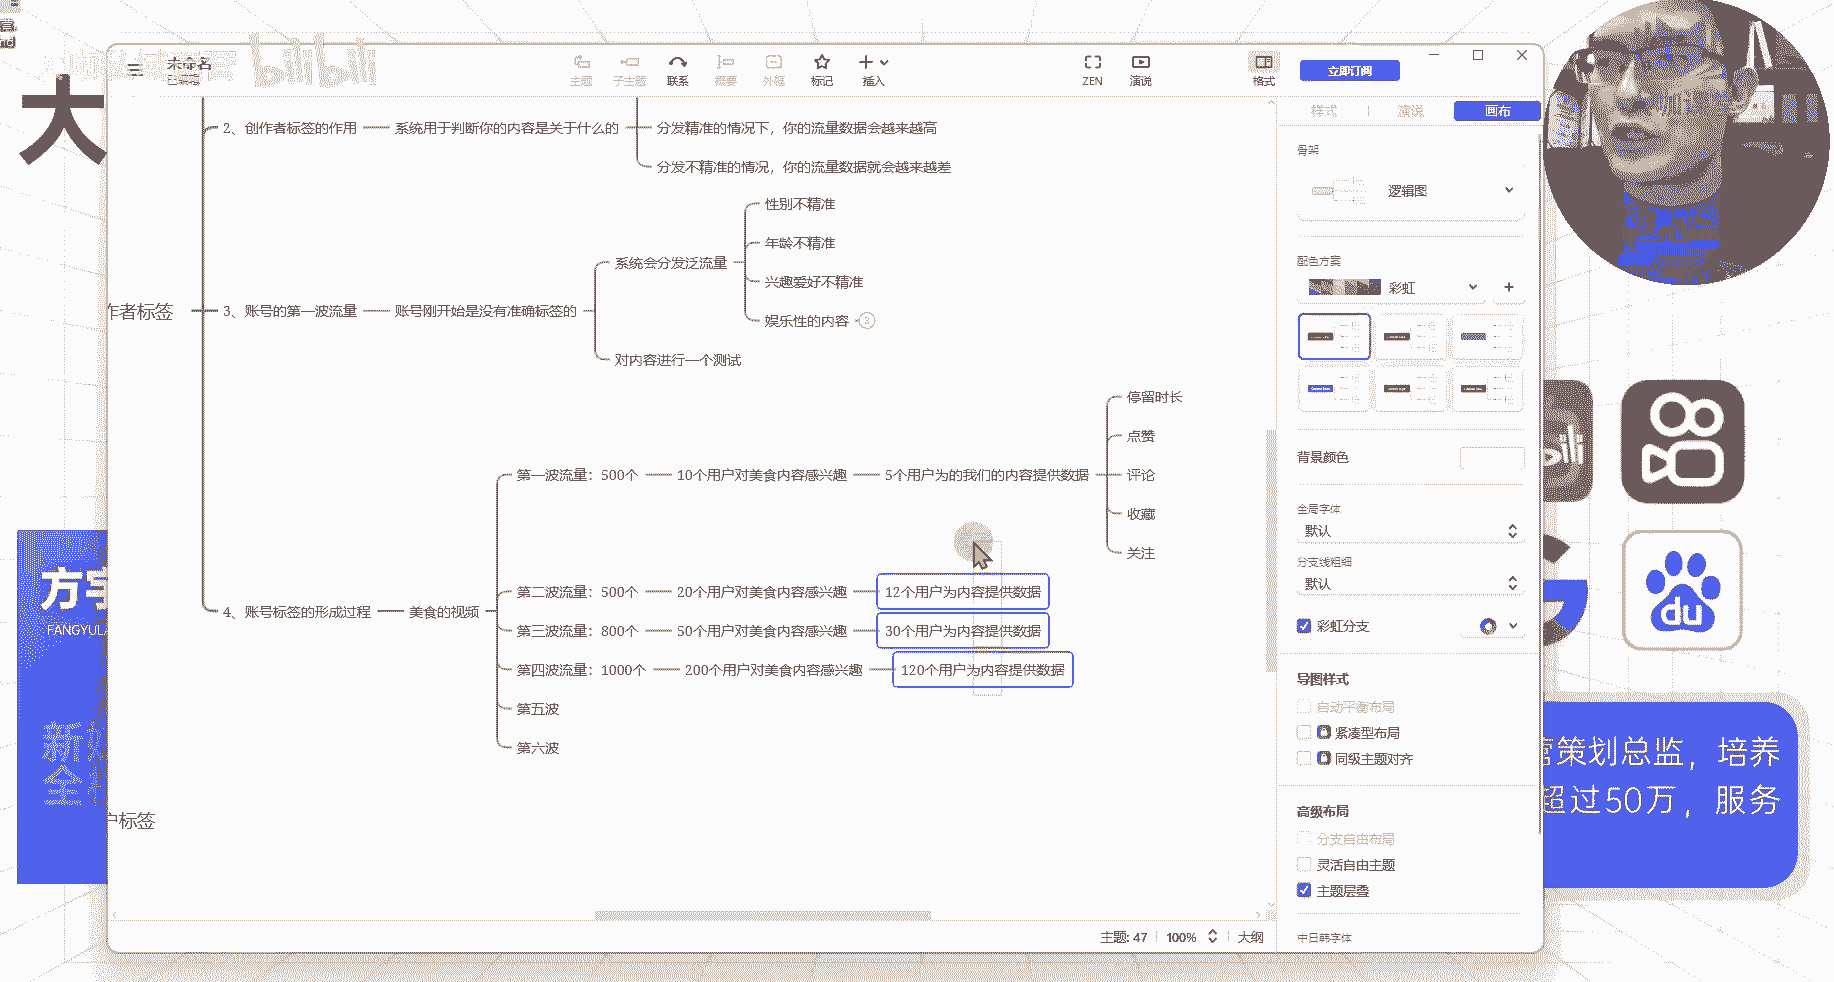 bilibili
未命名
主题
子主题
联系
概要
外框
标记
插入
ZEN
演说
格式
立即订阅
样式
演说
画布
大
2、创作者标签的作用
系统用于判断你的内容是关于什么的
分发精准的情况下，你的流量数据会越来越高
分发不精准的情况，你的流量数据就会越来越差
作者标签
3、账号的第一波流量
账号刚开始是没有准确标签的
系统会分发泛流量
性别不精准
年龄不精准
兴趣爱好不精准
娱乐性的内容
3
对内容进行一个测试
4、账号标签的形成过程
美食的视频
第一波流量：500个
10个用户对美食内容感兴趣
5个用户为的我们的内容提供数据
停留时长
点赞
评论
收藏
关注
第二波流量：500个
20个用户对美食内容感兴趣
12个用户为内容提供数据
第三波流量：800个
50个用户对美食内容感兴趣
30个用户为内容提供数据
第四波流量：1000个
200个用户对美食内容感兴趣
120个用户为内容提供数据
第五波
第六波
户标签
骨架
逻辑图
配色方案
彩虹
背景颜色
全局字体
默认
分支线粗细
默认
彩虹分支
导图样式
自动平衡布局
紧凑型布局
同级主题对齐
高级布局
分支自由布局
灵活自由主题
主题层叠
中日韩字体
主题: 47
100%
大纲
方宇
FANGYULA
新
全
du
营策划总监，培养
超过50万，服务